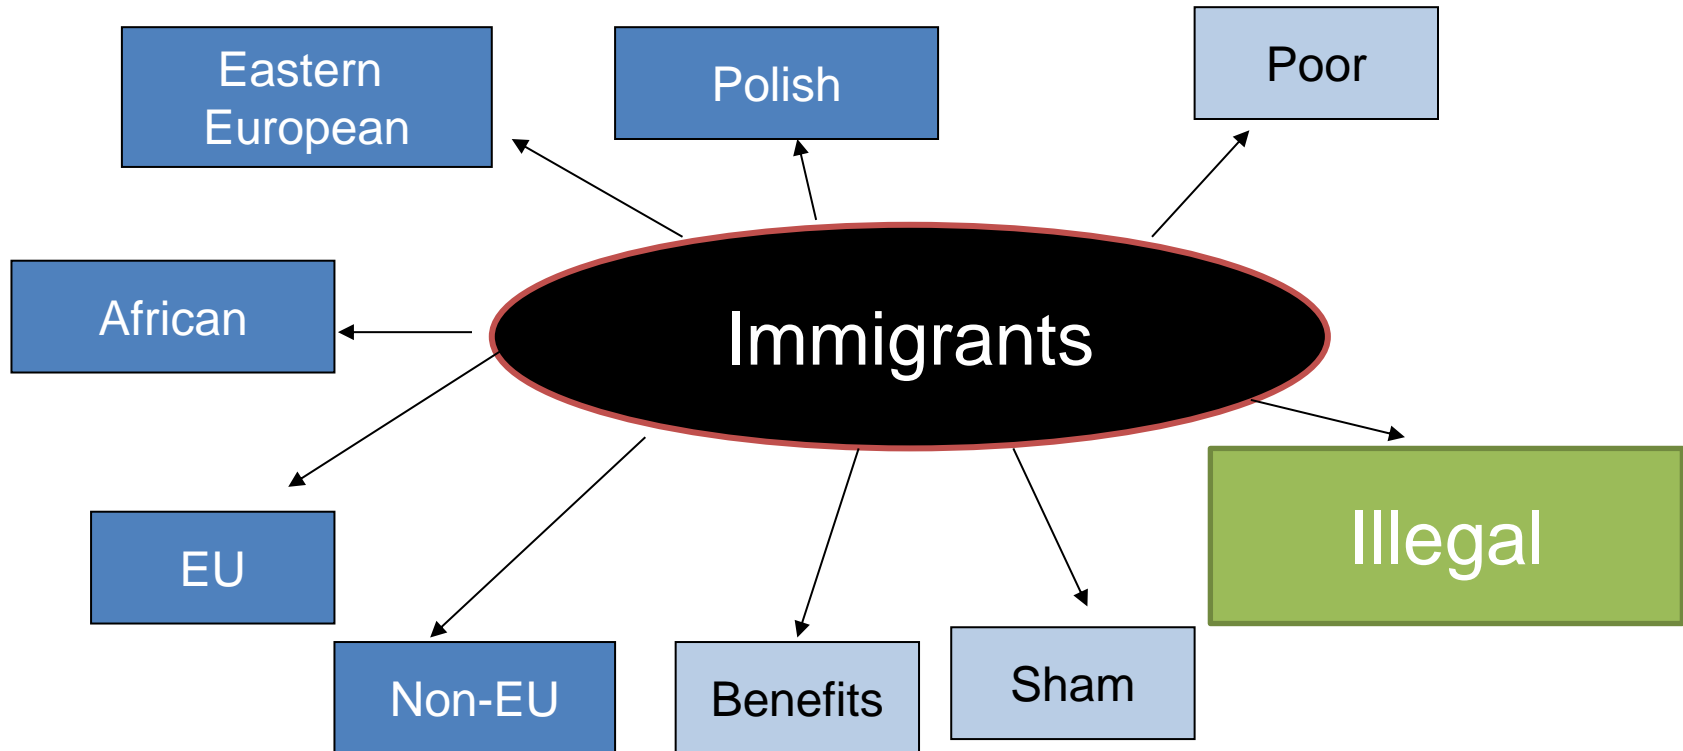 Eastern
European
Polish
Poor
African
Immigrants
EU
Illegal
Non-EU
Benefits
Sham